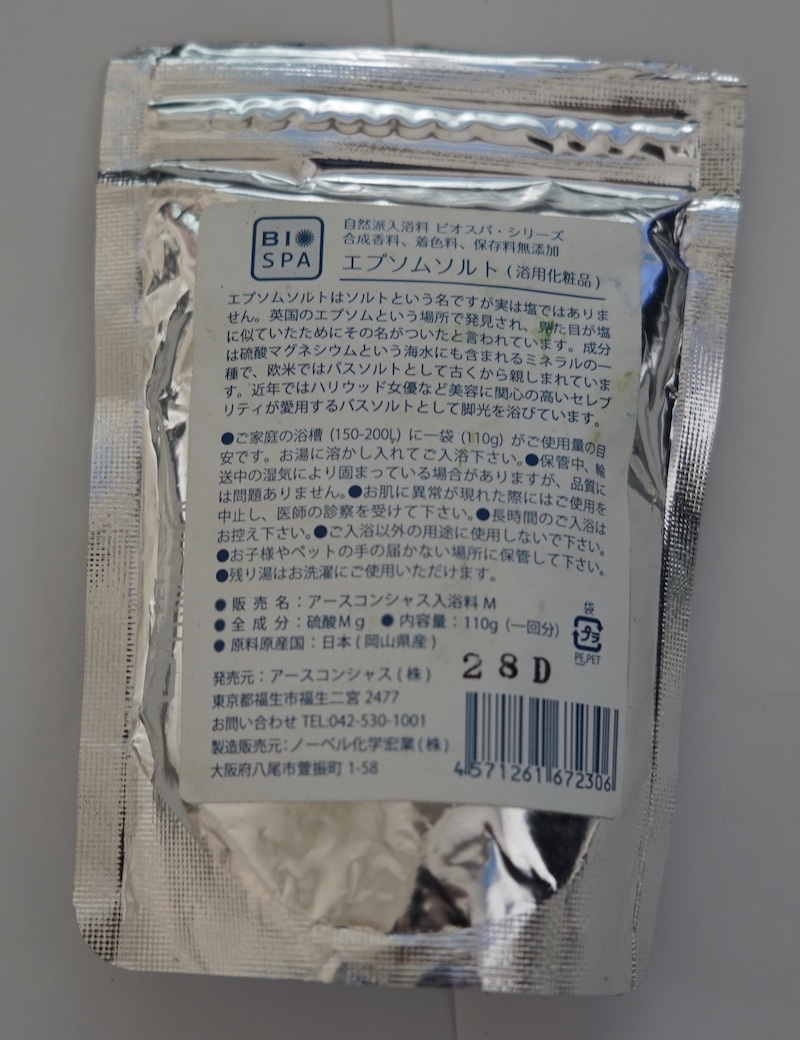 BIO
SPA
自然派入浴料 ビオスパ・シリーズ
合成香料、着色料、保存料無添加
エプソムソルト (浴用化粧品)
エプソムソルトはソルトという名ですが実は塩ではありま
せん。英国のエプソムという場所で発見され、見た目が塩
に似ていたためにその名がついたと言われています。成分
は硫酸マグネシウムという海水にも含まれるミネラルの一
種で、欧米ではバスソルトとして古くから親しまれていま
す。近年ではハリウッド女優など美容に関心の高いセレブ
リティが愛用するバスソルトとして脚光を浴びています。
●ご家庭の浴槽 (150-200L) に一袋 (110g) がご使用量の目
安です。お湯に溶かし入れてご入浴下さい。●保管中、輸
送中の湿気により固まっている場合がありますが、品質に
は問題ありません。●お肌に異常が現れた際にはご使用を
中止し、医師の診察を受けて下さい。●長時間のご入浴は
お控え下さい。●ご入浴以外の用途に使用しないで下さい。
●お子様やペットの手の届かない場所に保管して下さい。
●残り湯はお洗濯にご使用いただけます。
● 販 売 名：アースコンシャス入浴料 M
● 全 成 分：硫酸Mg ● 内容量：110g (一回分)
● 原料原産国：日本 (岡山県産)
袋
プラ
PE,PET
28D
発売元：アースコンシャス (株)
東京都福生市福生二宮 2477
お問い合わせ TEL:042-530-1001
製造販売元：ノーベル化学宏業 (株)
大阪府八尾市萱振町 1-58
4571261672306